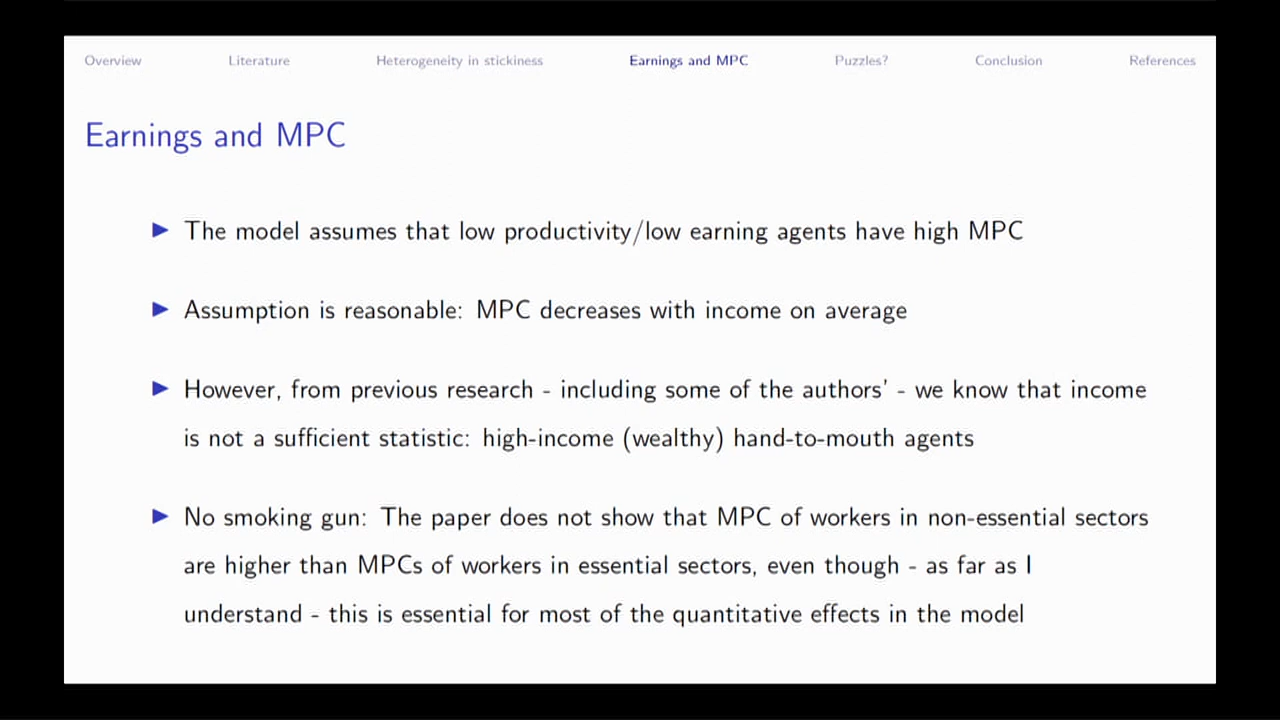 Overview Literature Heterogeneity in stickiness Earnings and MPC Puzzles? Conclusion References
Earnings and MPC
▶ The model assumes that low productivity/low earning agents have high MPC
▶ Assumption is reasonable: MPC decreases with income on average
▶ However, from previous research - including some of the authors' - we know that income
is not a sufficient statistic: high-income (wealthy) hand-to-mouth agents
▶ No smoking gun: The paper does not show that MPC of workers in non-essential sectors
are higher than MPCs of workers in essential sectors, even though - as far as I
understand - this is essential for most of the quantitative effects in the model